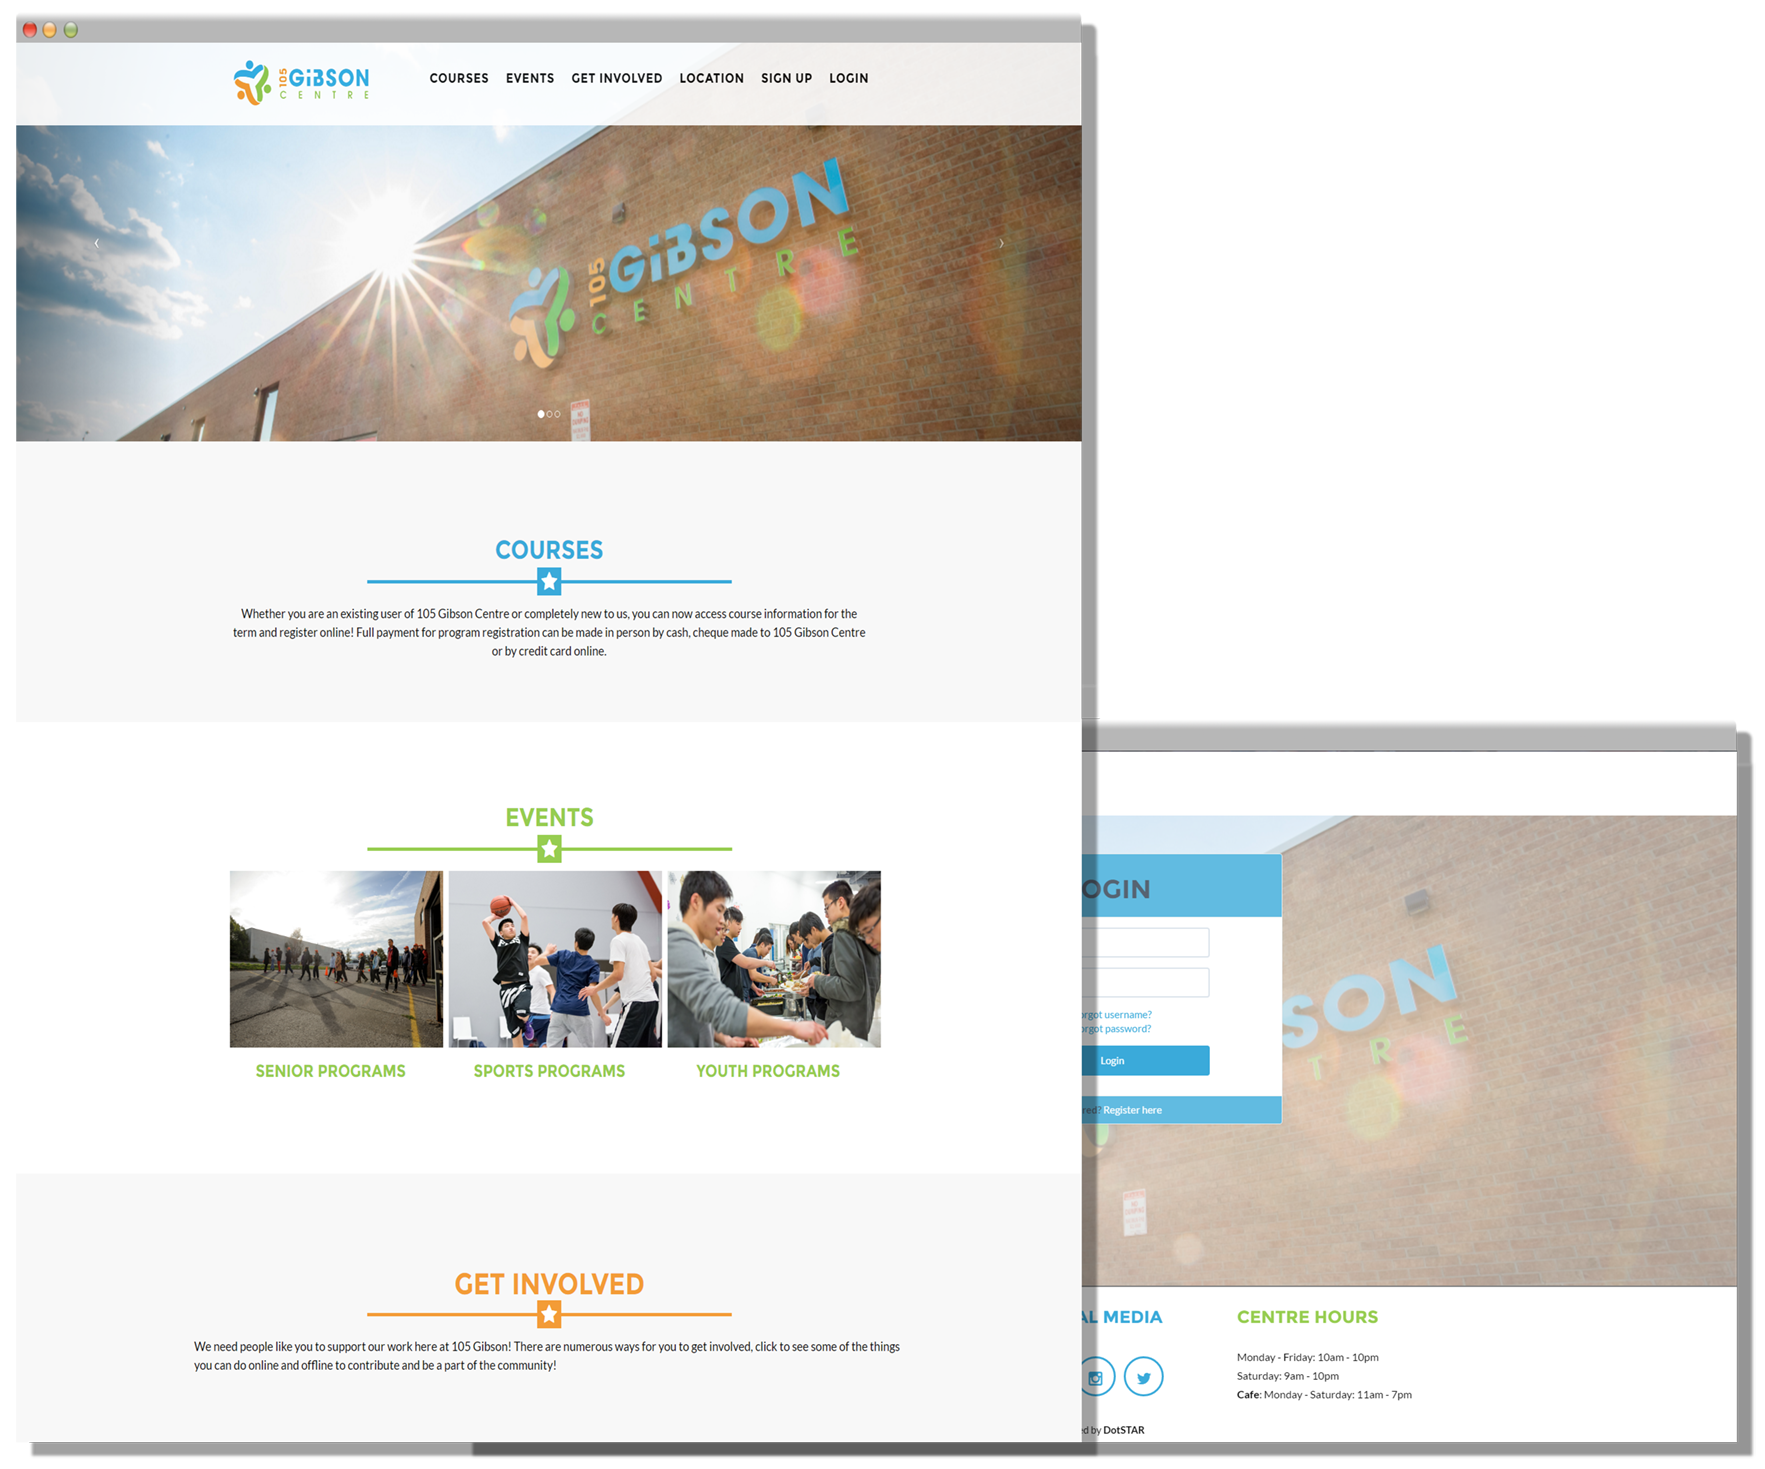 105 GiBSON
CENTRE
COURSES EVENTS GET INVOLVED LOCATION SIGN UP LOGIN
105 GiBSON
CENTRE
COURSES
Whether you are an existing user of 105 Gibson Centre or completely new to us, you can now access course information for the
term and register online! Full payment for program registration can be made in person by cash, cheque made to 105 Gibson Centre
or by credit card online.
EVENTS
SENIOR PROGRAMS SPORTS PROGRAMS YOUTH PROGRAMS
GET INVOLVED
We need people like you to support our work here at 105 Gibson! There are numerous ways for you to get involved, click to see some of the things
you can do online and offline to contribute and be a part of the community!
OGIN
orgot username?
orgot password?
Login
red? Register here
SON
TRE
AL MEDIA
CENTRE HOURS
Monday - Friday: 10am - 10pm
Saturday: 9am - 10pm
Cafe: Monday - Saturday: 11am - 7pm
ed by DotSTAR